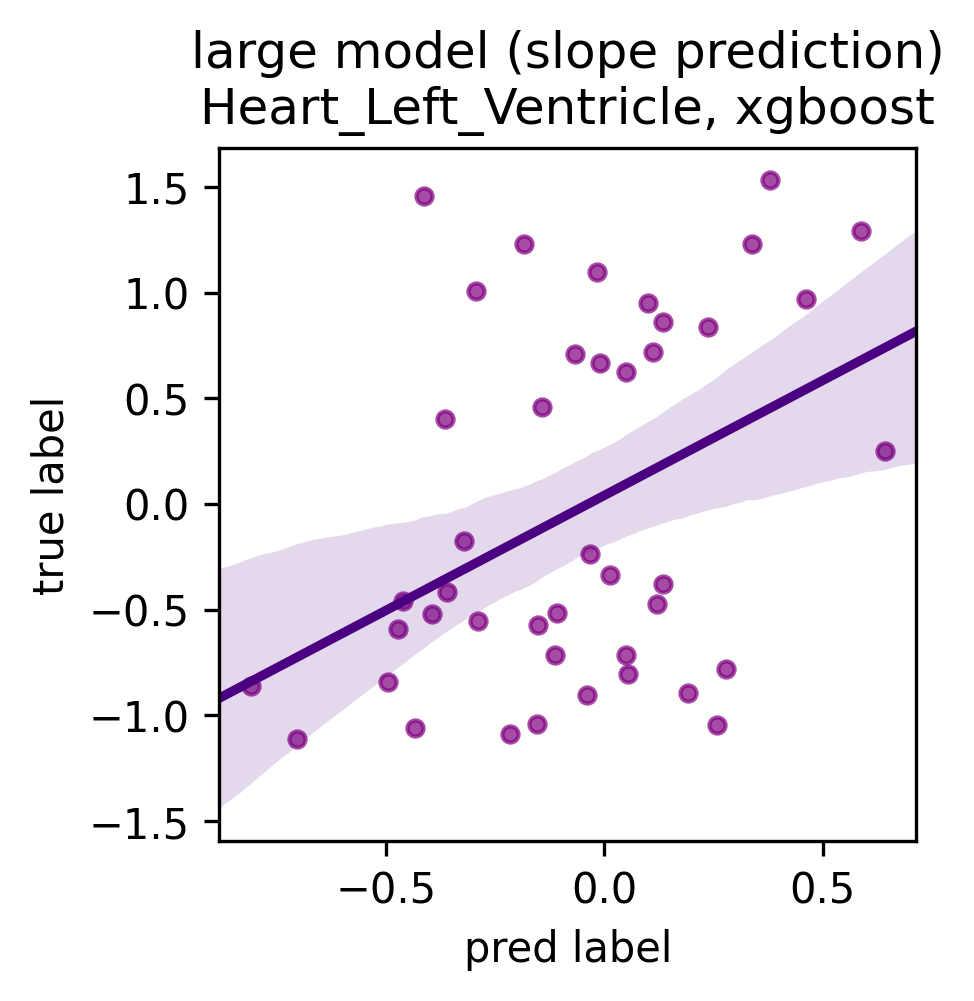 large model (slope prediction)
Heart_Left_Ventricle, xgboost
1.5
1.0
0.5
0.0
−0.5
−1.0
−1.5
true label
−0.5
0.0
0.5
pred label